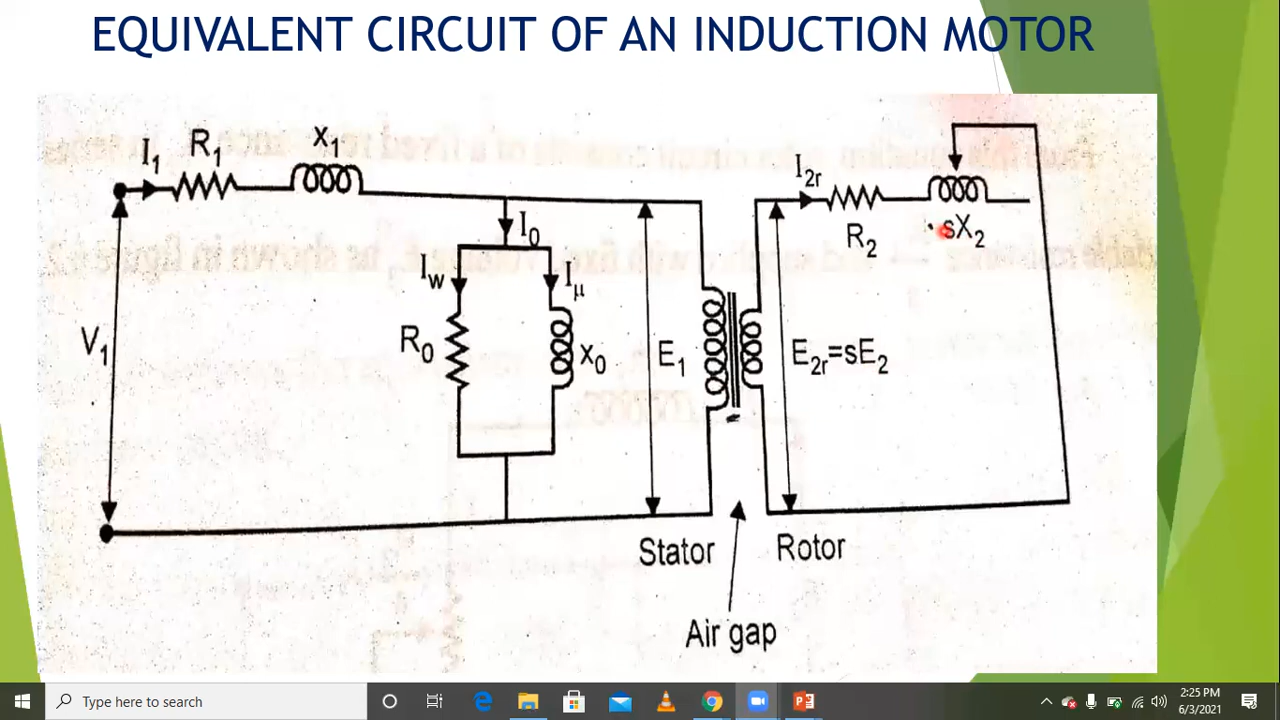 EQUIVALENT CIRCUIT OF AN INDUCTION MOTOR
I1 R1 X1
I0
Iw Iμ
V1 R0 X0 E1
I2r R2 sX2
E2r=sE2
Stator Rotor
Air gap
Type here to search
2:25 PM
6/3/2021